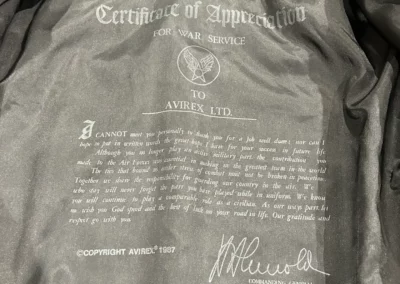 Certificate of Appreciation
FOR WAR SERVICE
TO
AVIREX LTD.
I CANNOT meet you personally to thank you for a job well done; nor can I
hope to put in written words the great hope I have for your success in future life.
Although you no longer play an active military part, the contribution you
made to the Air Forces was essential in making us the greatest team in the world.
The ties that bound us under stress of combat must not be broken in peacetime.
Together we share the responsibility for guarding our country in the air. We
who stay will never forget the part you have played while in uniform. We know
you will continue to play a comparable role as a civilian. As our ways part, let
me wish you God speed and the best of luck on your road in life. Our gratitude and
respect go with you.
©COPYRIGHT AVIREX 1987
H H Arnold
COMMANDING GENERAL